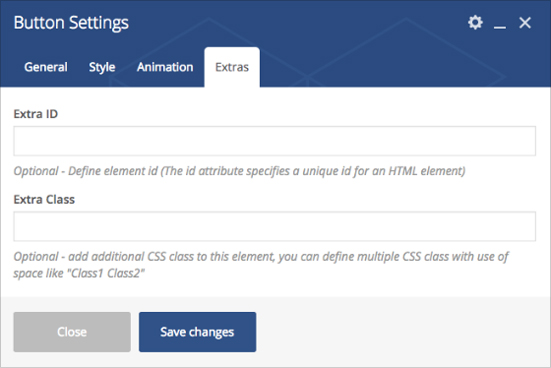 Button Settings
General Style Animation Extras
Extra ID
Optional - Define element id (The id attribute specifies a unique id for an HTML element)
Extra Class
Optional - add additional CSS class to this element, you can define multiple CSS class with use of
space like "Class1 Class2"
Close Save changes